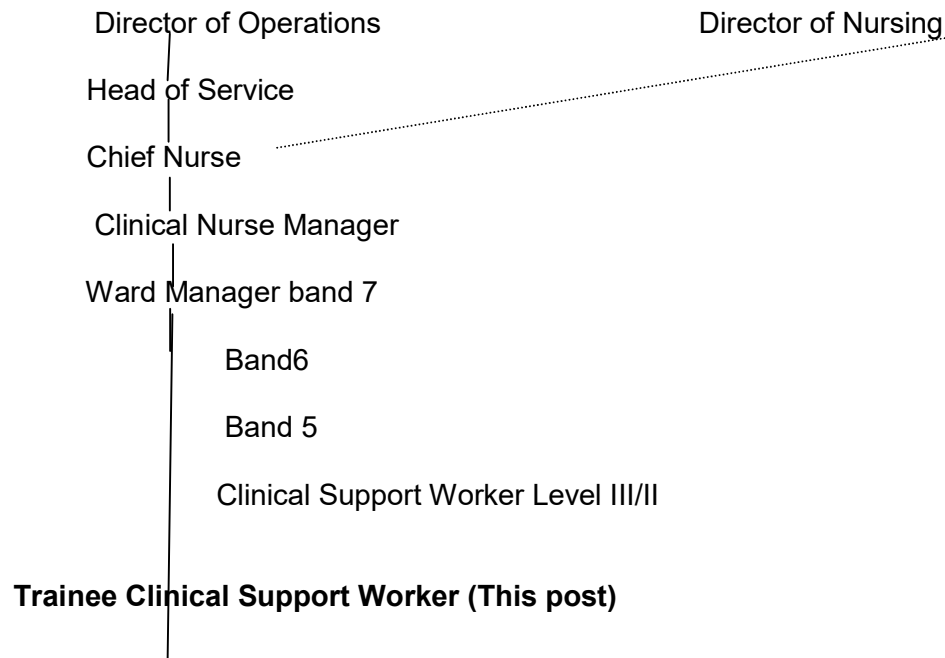 Director of Operations Director of Nursing
Head of Service
Chief Nurse
Clinical Nurse Manager
Ward Manager band 7
Band6
Band 5
Clinical Support Worker Level III/II
Trainee Clinical Support Worker (This post)